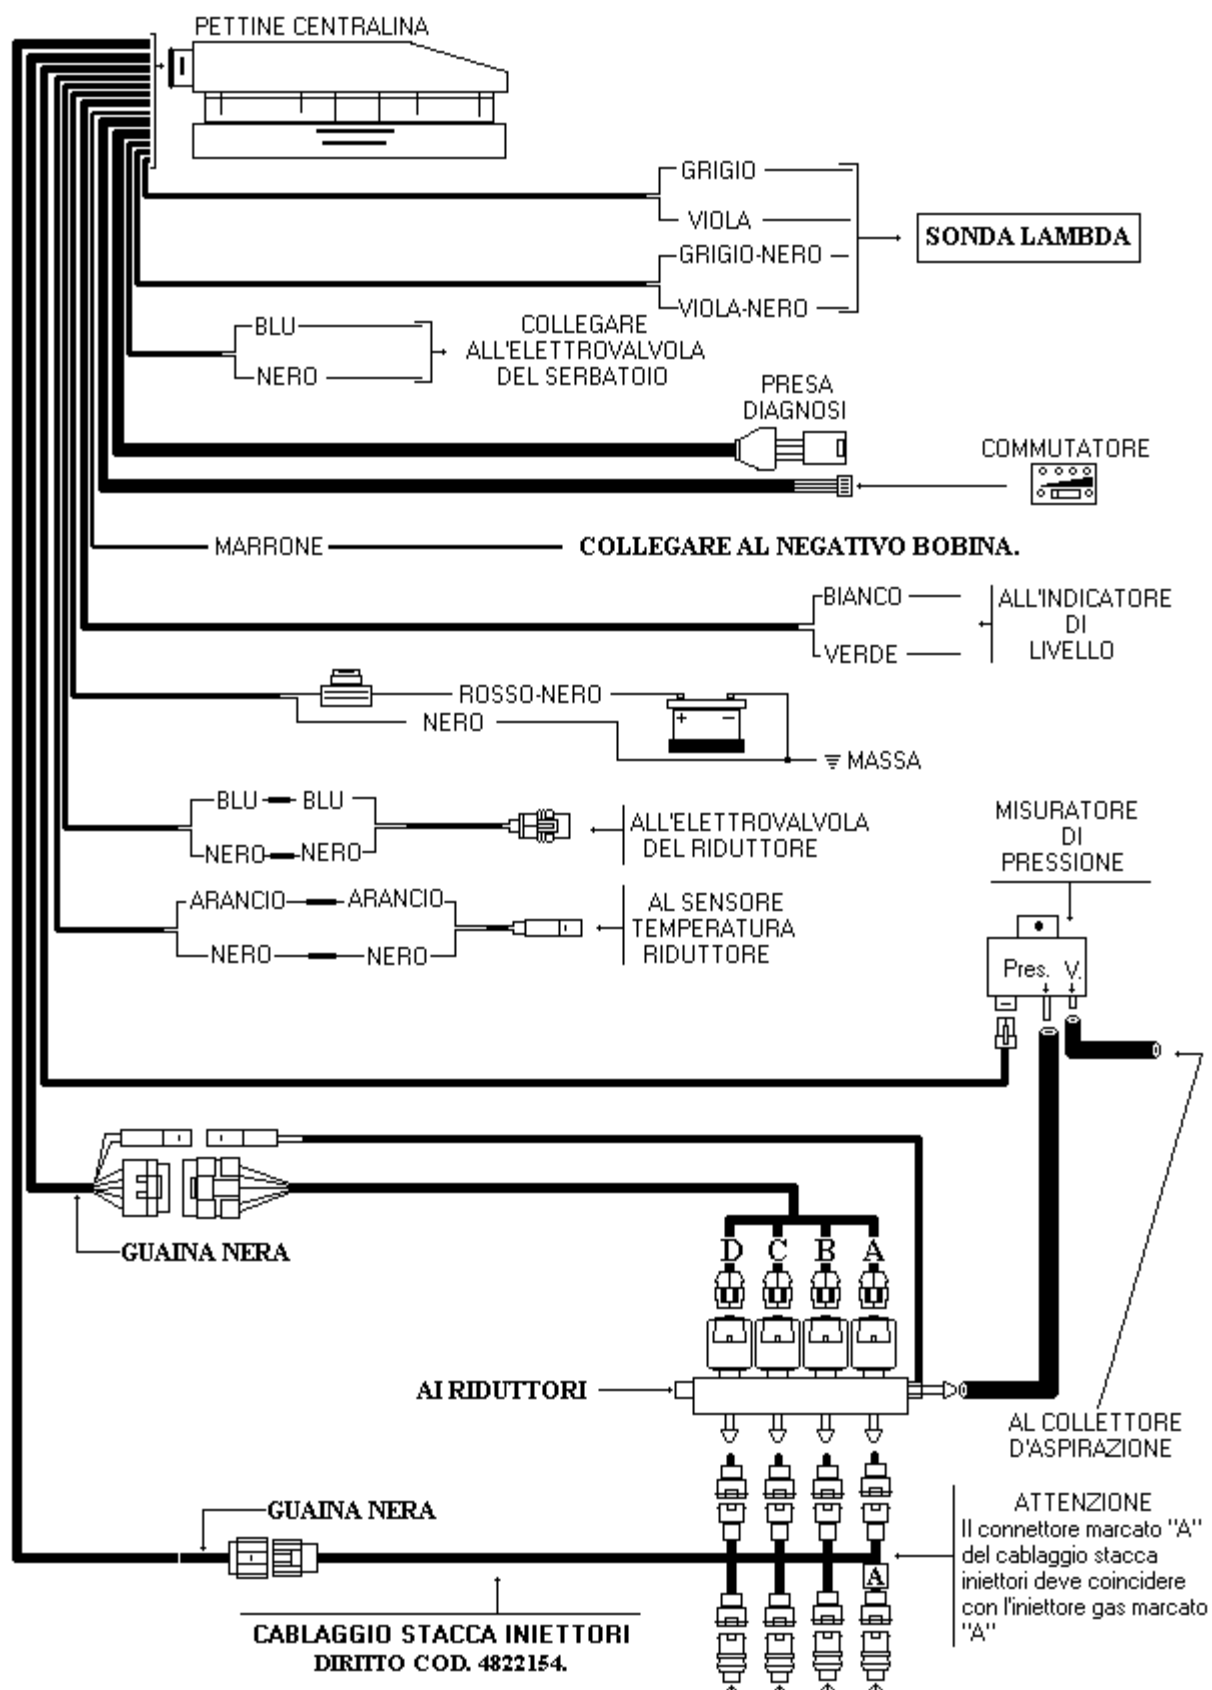 PETTINE CENTRALINA
GRIGIO
VIOLA
GRIGIO-NERO
VIOLA-NERO
SONDA LAMBDA
BLU
NERO
COLLEGARE
ALL'ELETTROVALVOLA
DEL SERBATOIO
PRESA
DIAGNOSI
COMMUTATORE
MARRONE
COLLEGARE AL NEGATIVO BOBINA.
BIANCO
VERDE
ALL'INDICATORE
DI
LIVELLO
ROSSO-NERO
NERO
+ −
MASSA
BLU BLU
NERO NERO
ALL'ELETTROVALVOLA
DEL RIDUTTORE
MISURATORE
DI
PRESSIONE
ARANCIO ARANCIO
NERO NERO
AL SENSORE
TEMPERATURA
RIDUTTORE
Pres. V.
GUAINA NERA
D C B A
AI RIDUTTORI
AL COLLETTORE
D'ASPIRAZIONE
GUAINA NERA
A
ATTENZIONE
Il connettore marcato "A"
del cablaggio stacca
iniettori deve coincidere
con l'iniettore gas marcato
"A"
CABLAGGIO STACCA INIETTORI
DIRITTO COD. 4822154.